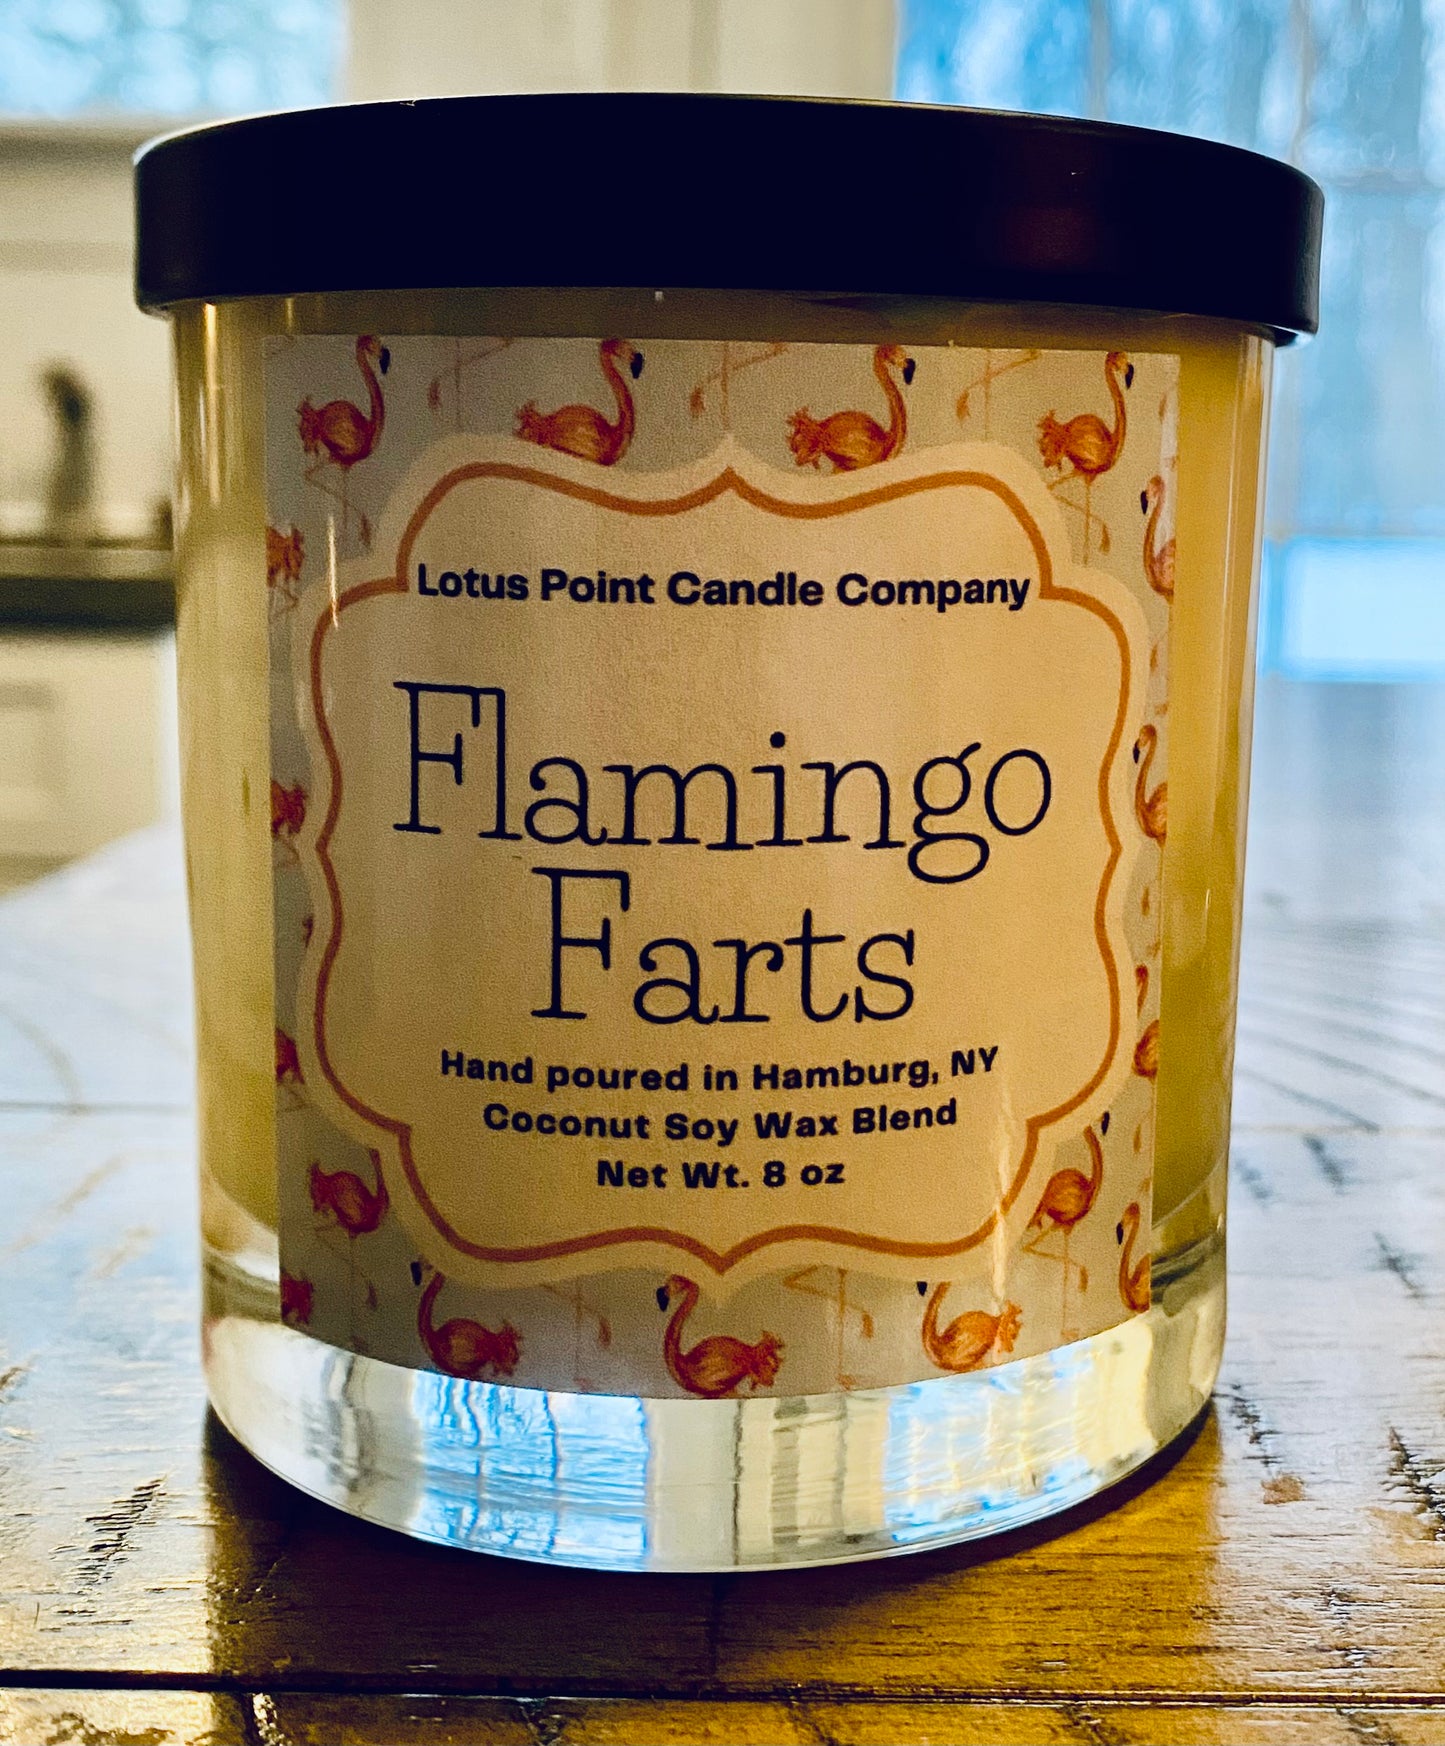 Lotus Point Candle Company
Flamingo
Farts
Hand poured in Hamburg, NY
Coconut Soy Wax Blend
Net Wt. 8 oz